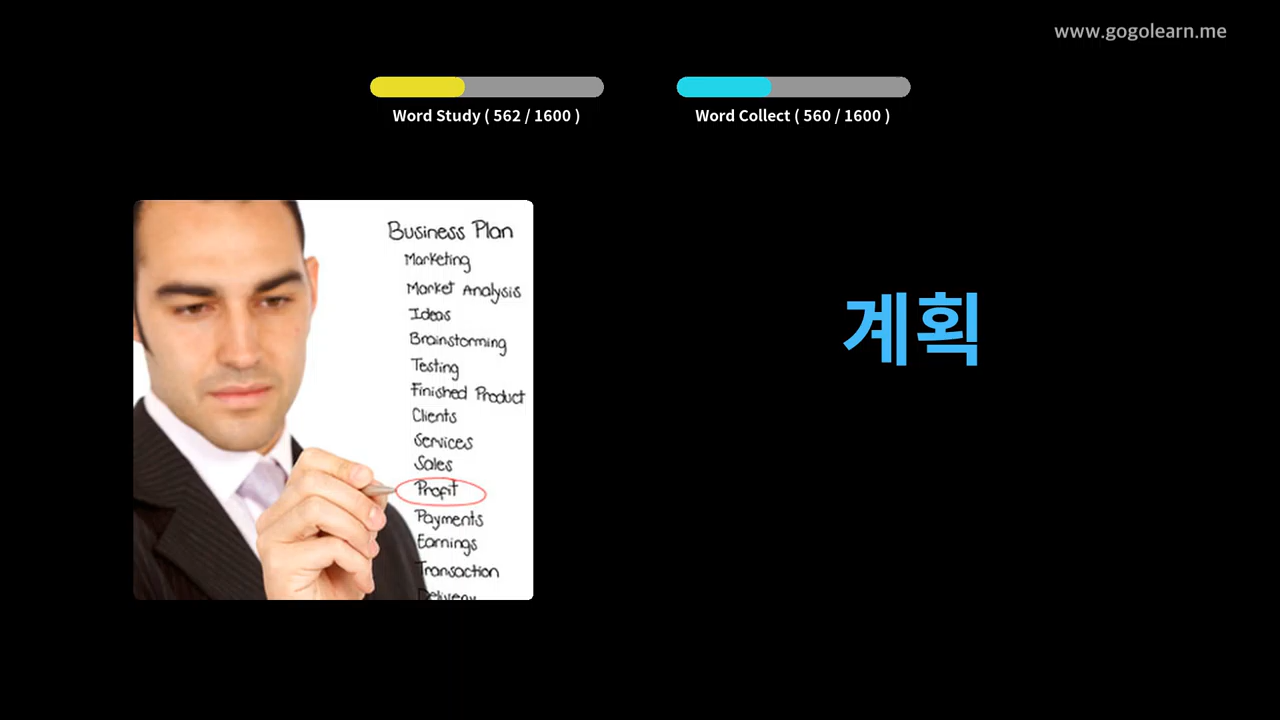 www.gogolearn.me
Word Study ( 562 / 1600 )
Word Collect ( 560 / 1600 )
Business Plan
Marketing
Market Analysis
Ideas
Brainstorming
Testing
Finished Product
Clients
Services
Sales
Profit
Payments
Earnings
Transaction
Delivery
계획